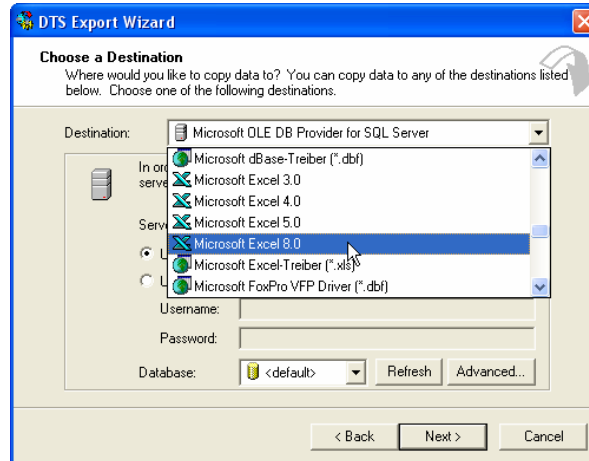 DTS Export Wizard
Choose a Destination
Where would you like to copy data to? You can copy data to any of the destinations listed
below. Choose one of the following destinations.
Destination: Microsoft OLE DB Provider for SQL Server
Microsoft dBase-Treiber (*.dbf)
Microsoft Excel 3.0
Microsoft Excel 4.0
Microsoft Excel 5.0
Microsoft Excel 8.0
Microsoft Excel-Treiber (*.xls)
Microsoft FoxPro VFP Driver (*.dbf)
Username:
Password:
Database: <default> Refresh Advanced...
< Back Next > Cancel